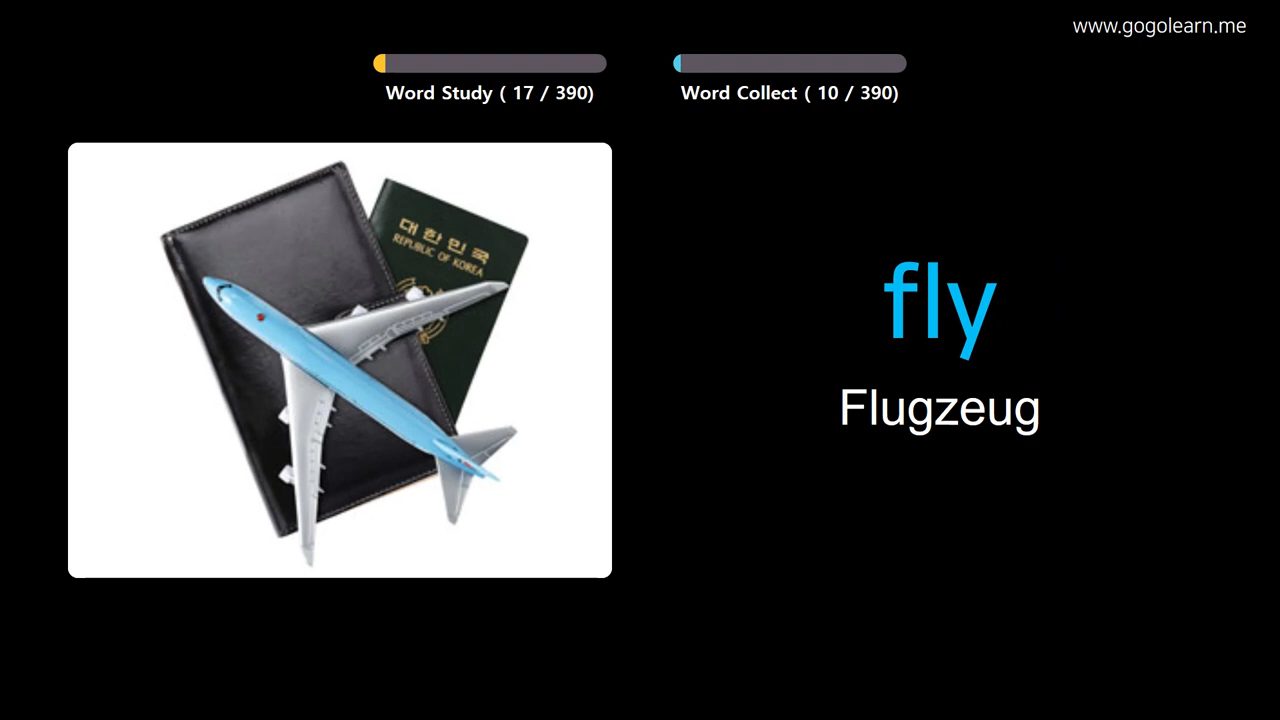 www.gogolearn.me
Word Study ( 17 / 390)
Word Collect ( 10 / 390)
대한민국
REPUBLIC OF KOREA
fly
Flugzeug